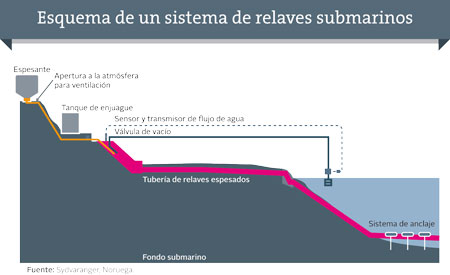 Esquema de un sistema de relaves submarinos
Espesante
Apertura a la atmósfera
para ventilación
Tanque de enjuague
Sensor y transmisor de flujo de agua
Válvula de vacío
Tubería de relaves espesados
Sistema de anclaje
Fondo submarino
Fuente: Sydvaranger, Noruega